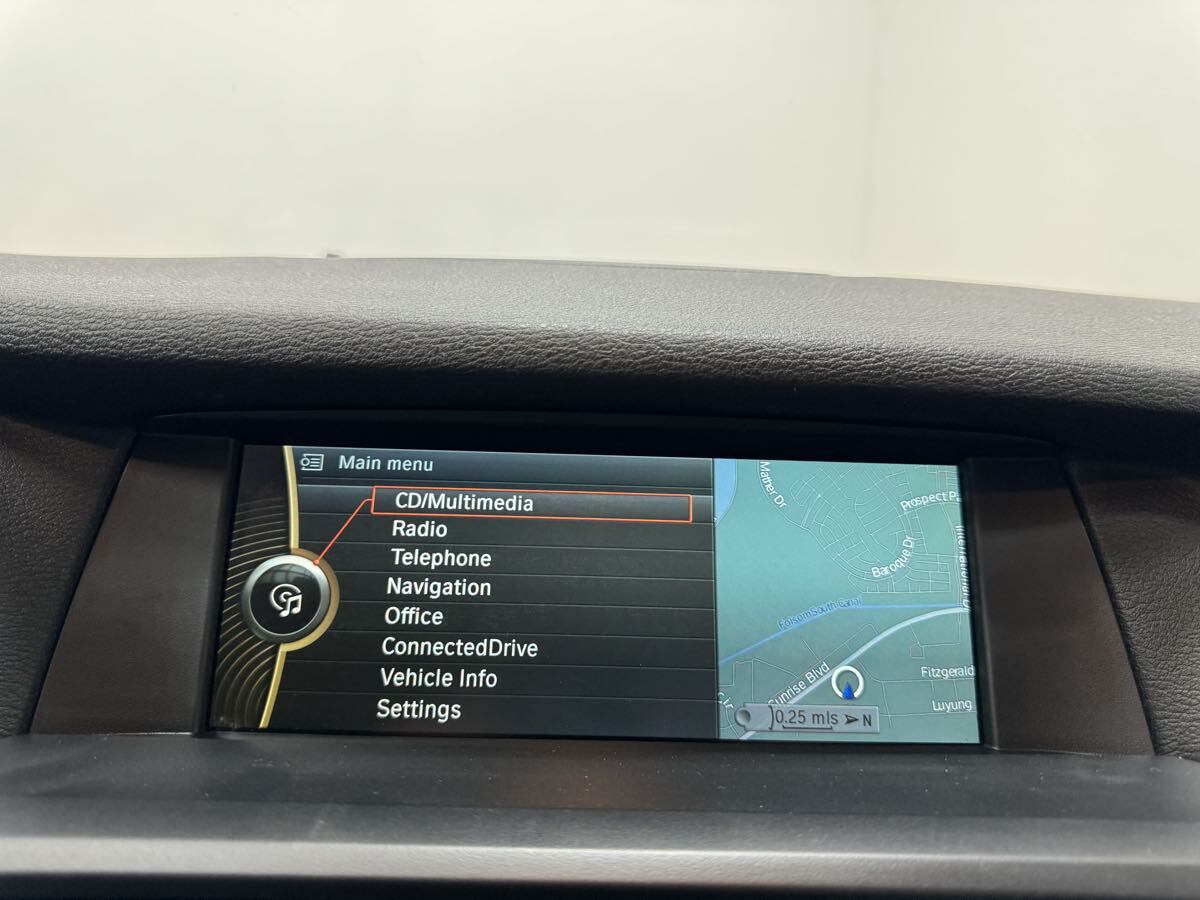 Main menu
CD/Multimedia
Radio
Telephone
Navigation
Office
ConnectedDrive
Vehicle Info
Settings
Mather Dr
Prospect P
Baroque Dr
Folsom South Canal
Sunrise Blvd
Fitzgerald
Luyung
0.25 mls
N